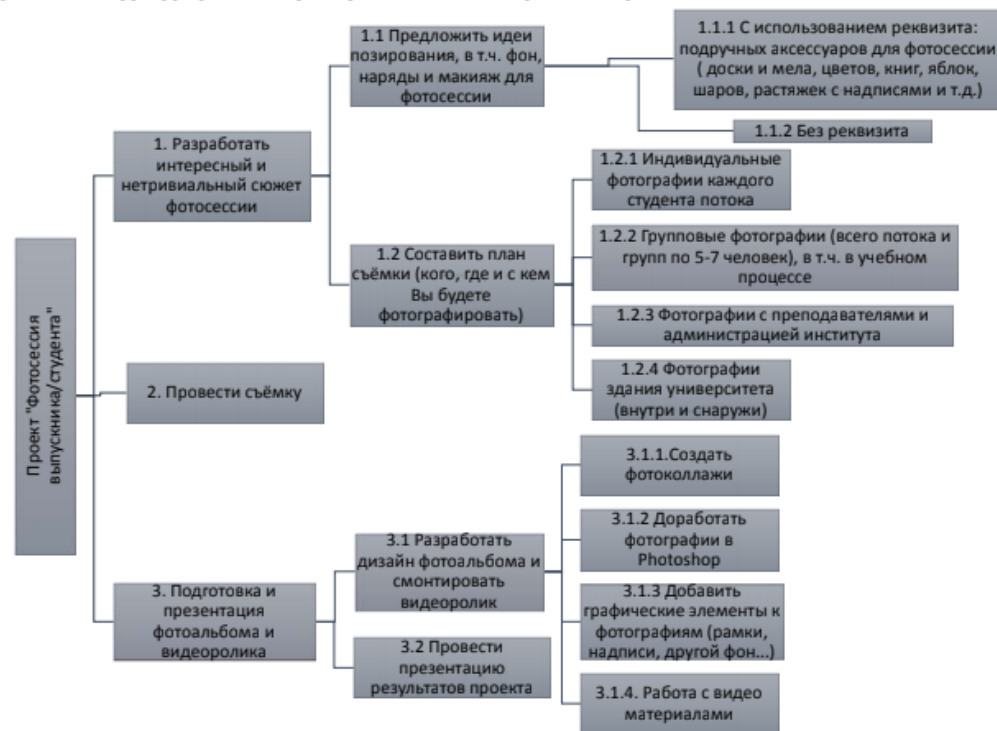 Проект "Фотосессия
выпускника/студента"
1. Разработать
интересный и
нетривиальный сюжет
фотосессии
1.1 Предложить идеи
позирования, в т.ч. фон,
наряды и макияж для
фотосессии
1.1.1 С использованием реквизита:
подручных аксессуаров для фотосессии
( доски и мела, цветов, книг, яблок,
шаров, растяжек с надписями и т.д.)
1.1.2 Без реквизита
1.2 Составить план
съёмки (кого, где и с кем
Вы будете
фотографировать)
1.2.1 Индивидуальные
фотографии каждого
студента потока
1.2.2 Групповые фотографии (всего потока и
групп по 5-7 человек), в т.ч. в учебном
процессе
1.2.3 Фотографии с преподавателями и
администрацией института
1.2.4 Фотографии
здания университета
(внутри и снаружи)
2. Провести съёмку
3. Подготовка и
презентация
фотоальбома и
видеоролика
3.1 Разработать
дизайн фотоальбома и
смонтировать
видеоролик
3.1.1.Создать
фотоколлажи
3.1.2 Доработать
фотографии в
Photoshop
3.1.3 Добавить
графические элементы к
фотографиям (рамки,
надписи, другой фон...)
3.1.4. Работа с видео
материалами
3.2 Провести
презентацию
результатов проекта